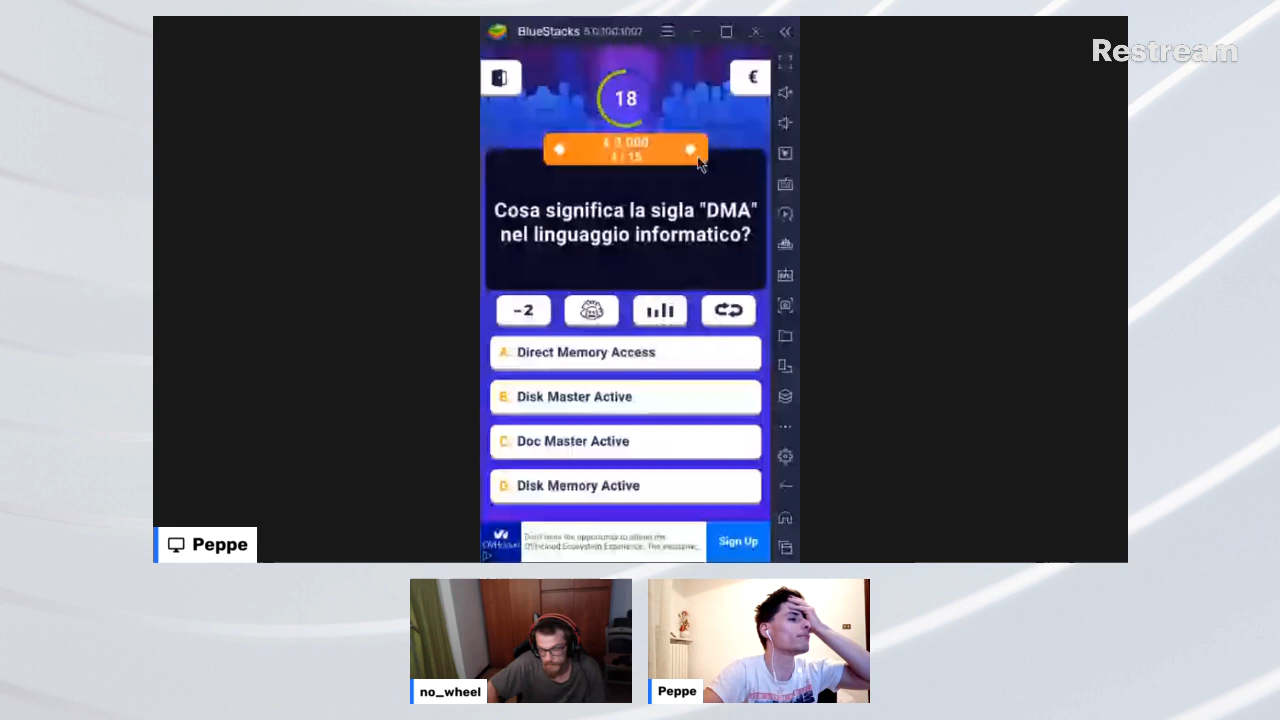 BlueStacks
Restream
€
18
Cosa significa la sigla "DMA"
nel linguaggio informatico?
-2
A. Direct Memory Access
B. Disk Master Active
C. Doc Master Active
D. Disk Memory Active
Sign Up
Peppe
no_wheel
Peppe